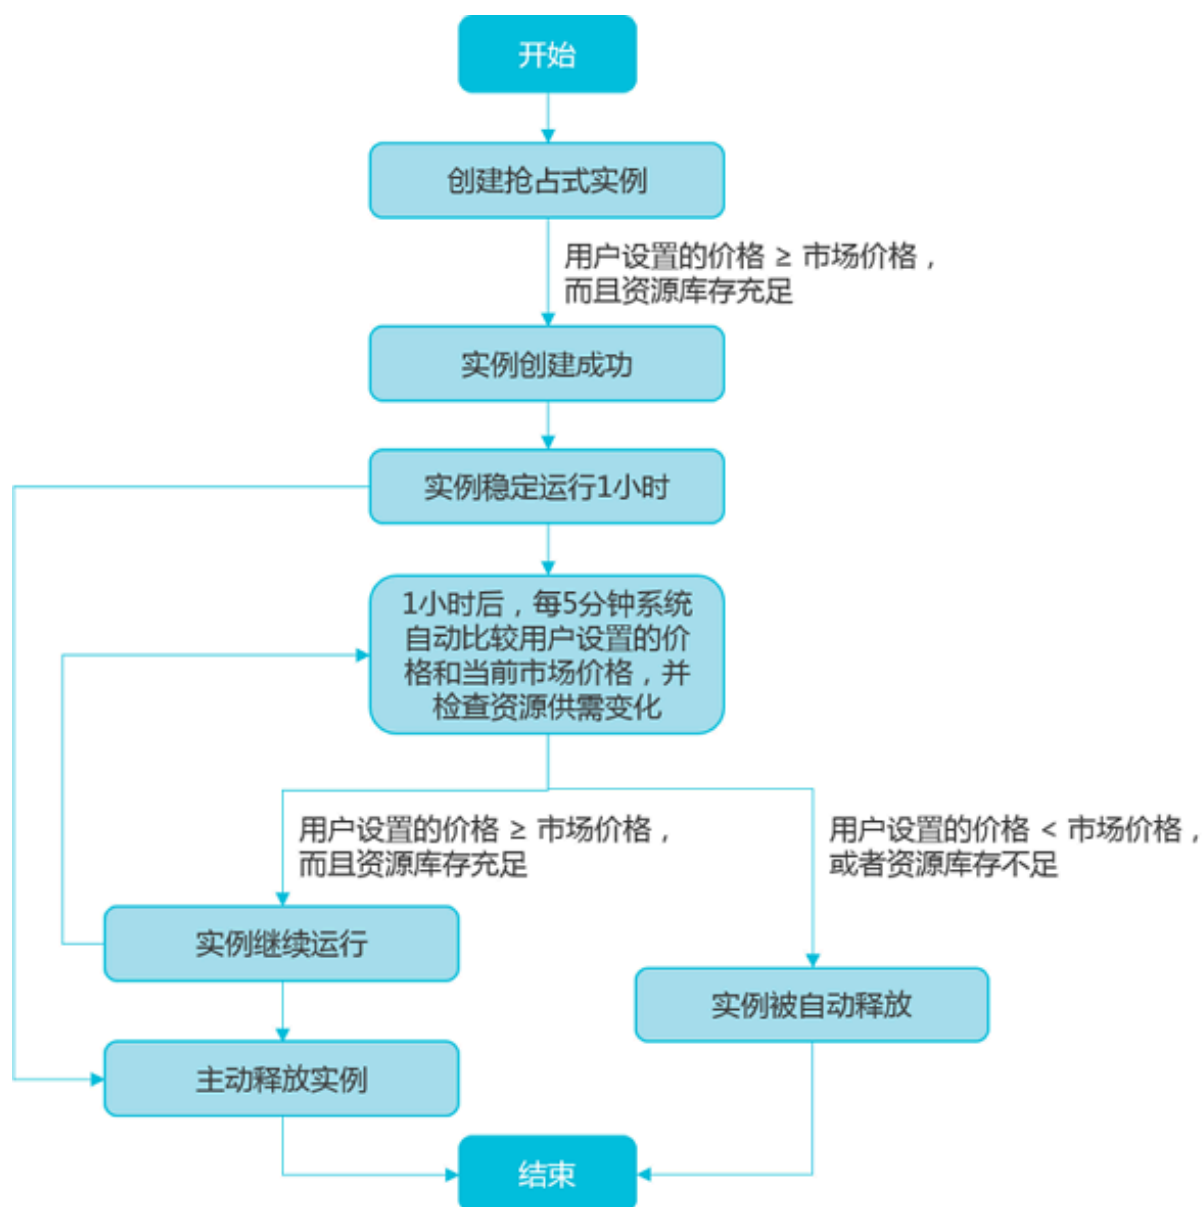 开始
创建抢占式实例
用户设置的价格 ≥ 市场价格，
而且资源库存充足
实例创建成功
实例稳定运行1小时
1小时后，每5分钟系统
自动比较用户设置的价
格和当前市场价格，并
检查资源供需变化
用户设置的价格 ≥ 市场价格，
而且资源库存充足
用户设置的价格 < 市场价格，
或者资源库存不足
实例继续运行
实例被自动释放
主动释放实例
结束